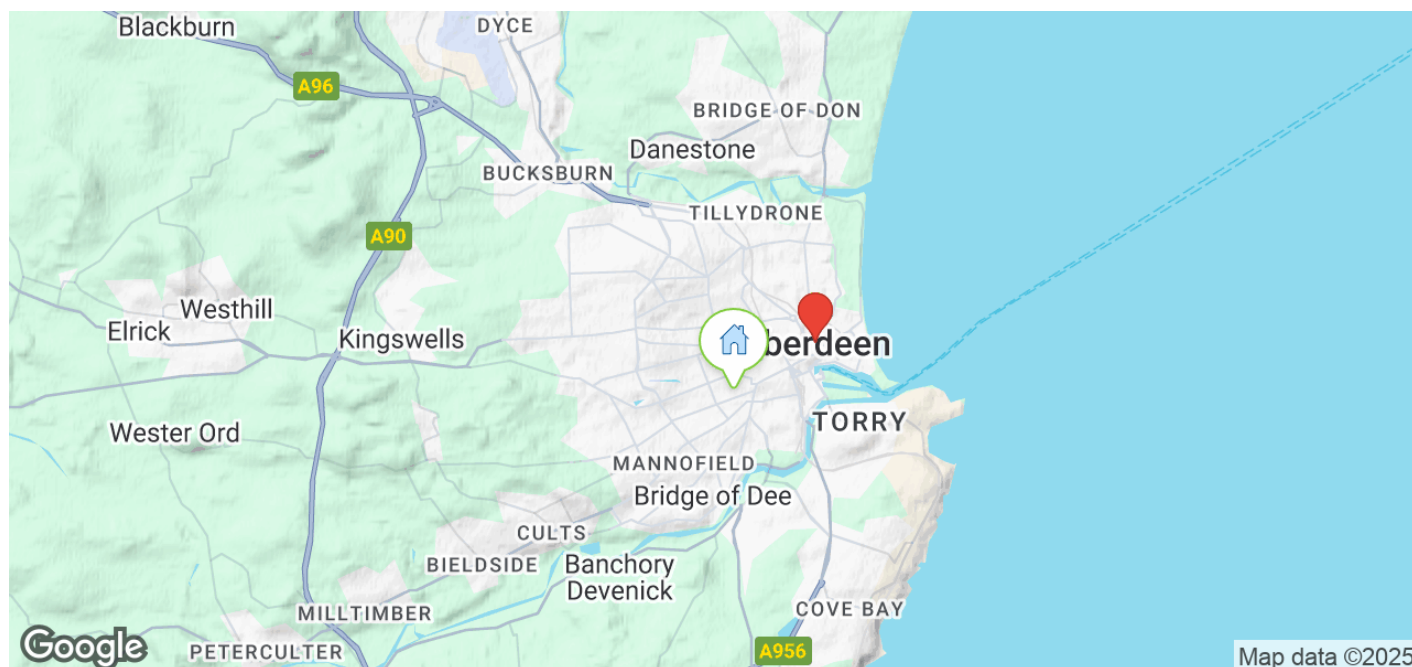 Blackburn
DYCE
A96
BRIDGE OF DON
Danestone
BUCKSBURN
TILLYDRONE
A90
Westhill
Elrick
Kingswells
berdeen
Wester Ord
TORRY
MANNOFIELD
Bridge of Dee
CULTS
BIELDSIDE
Banchory
Devenick
MILLTIMBER
COVE BAY
PETERCULTER
A956
Google
Map data ©2025